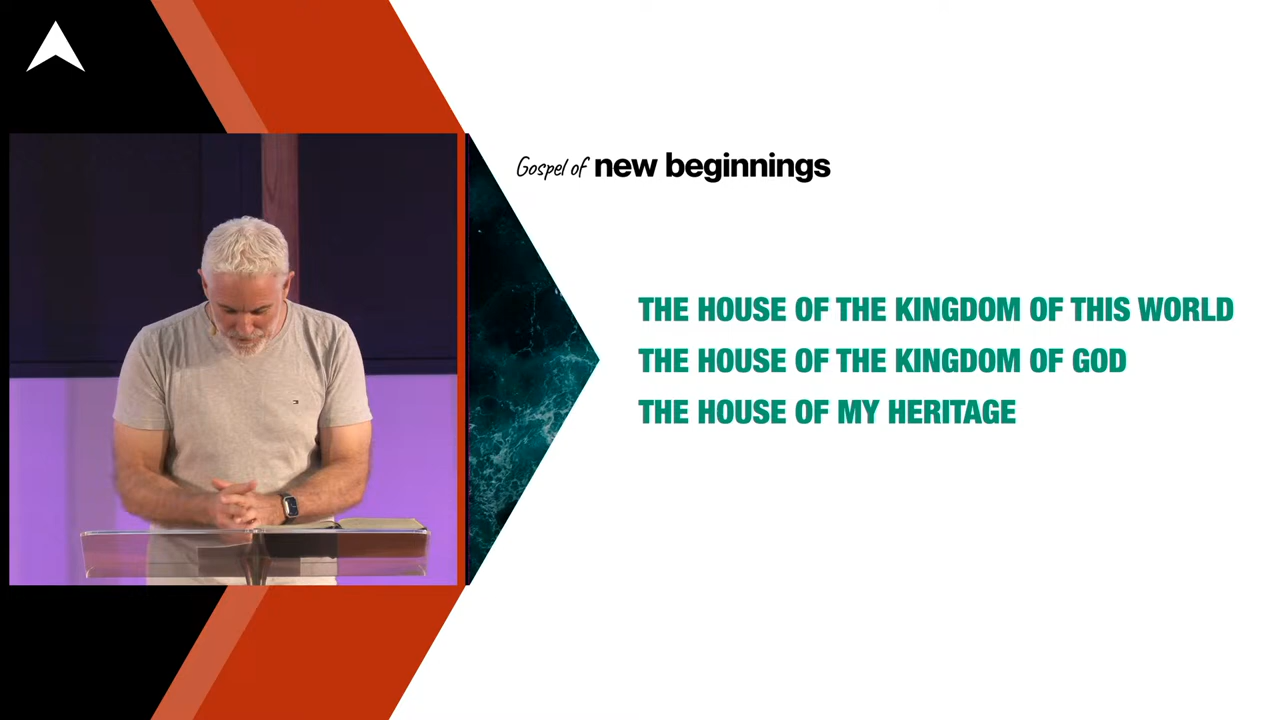 Gospel of new beginnings
THE HOUSE OF THE KINGDOM OF THIS WORLD
THE HOUSE OF THE KINGDOM OF GOD
THE HOUSE OF MY HERITAGE